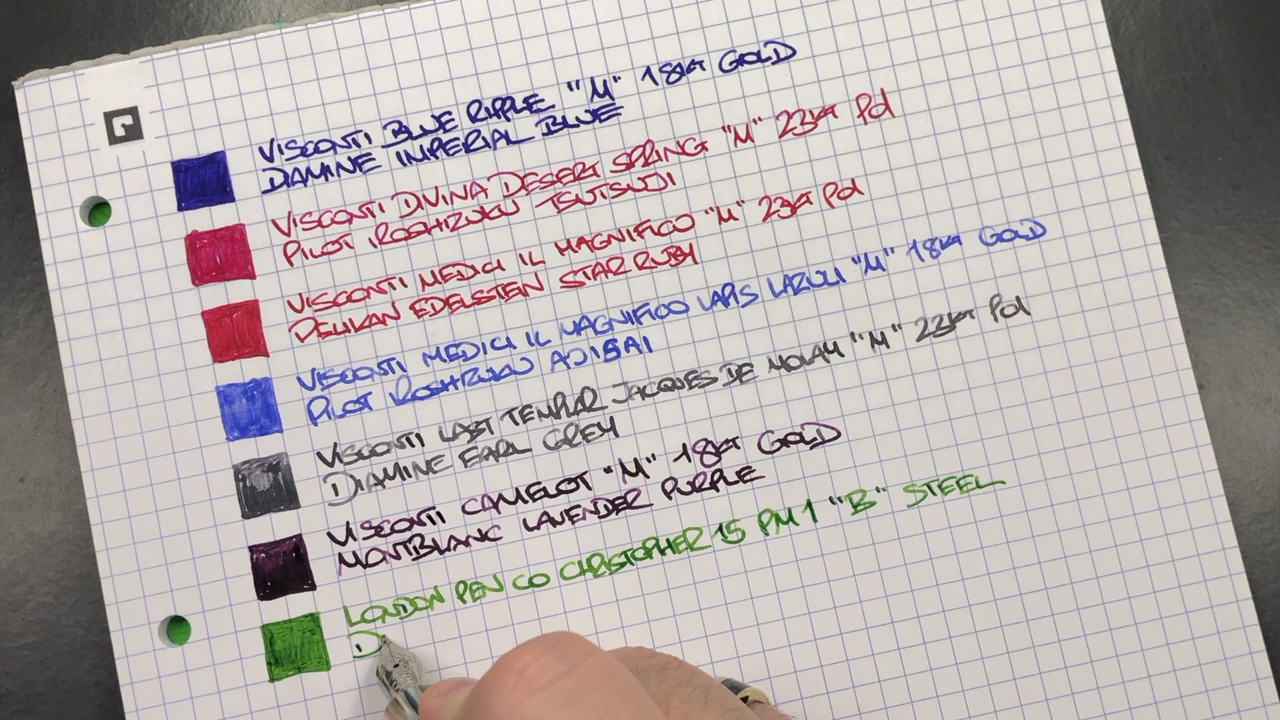 VISCONTI BLUE RIPPLE "M" 18kt GOLD
DIAMINE IMPERIAL BLUE
VISCONTI DIVINA DESERT SPRING "M" 23kt Pd
PILOT IROSHIZUKU TSUTSUJI
VISCONTI MEDICI IL MAGNIFICO "M" 23kt Pd
PELIKAN EDELSTEIN STAR RUBY
VISCONTI MEDICI IL MAGNIFICO LAPIS LAZULI "M" 18kt GOLD
PILOT IROSHIZUKU AJISAI
VISCONTI LAST TEMPLAR JACQUES DE MOLAY "M" 23kt Pd
DIAMINE EARL GREY
VISCONTI CAMELOT "M" 18kt GOLD
MONTBLANC LAVENDER PURPLE
LONDON PEN CO CHRISTOPHER 15 PM1 "B" STEEL
DI